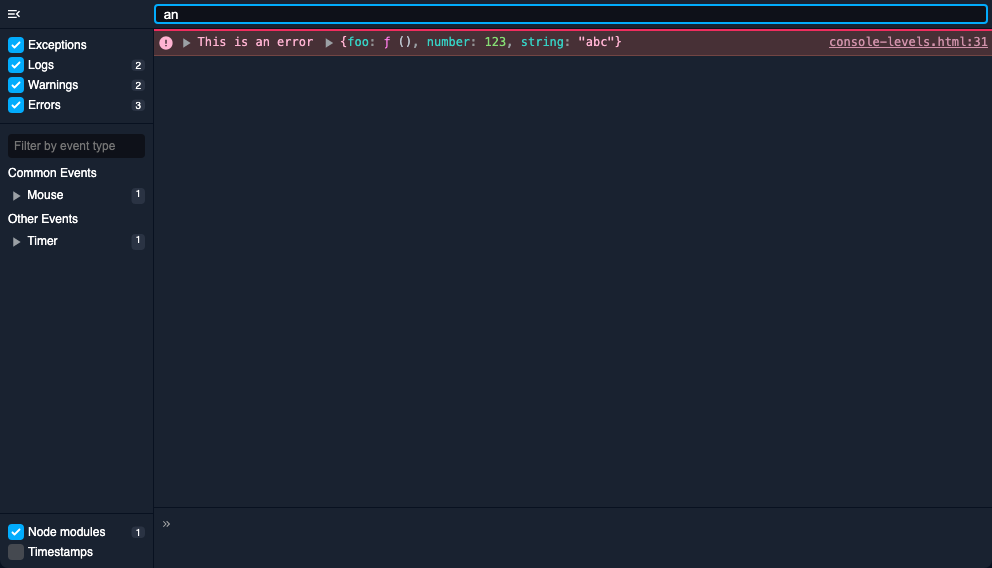 an
Exceptions
Logs 2
Warnings 2
Errors 3
Filter by event type
Common Events
Mouse 1
Other Events
Timer 1
Node modules 1
Timestamps
This is an error {foo: ƒ (), number: 123, string: "abc"} console-levels.html:31
»